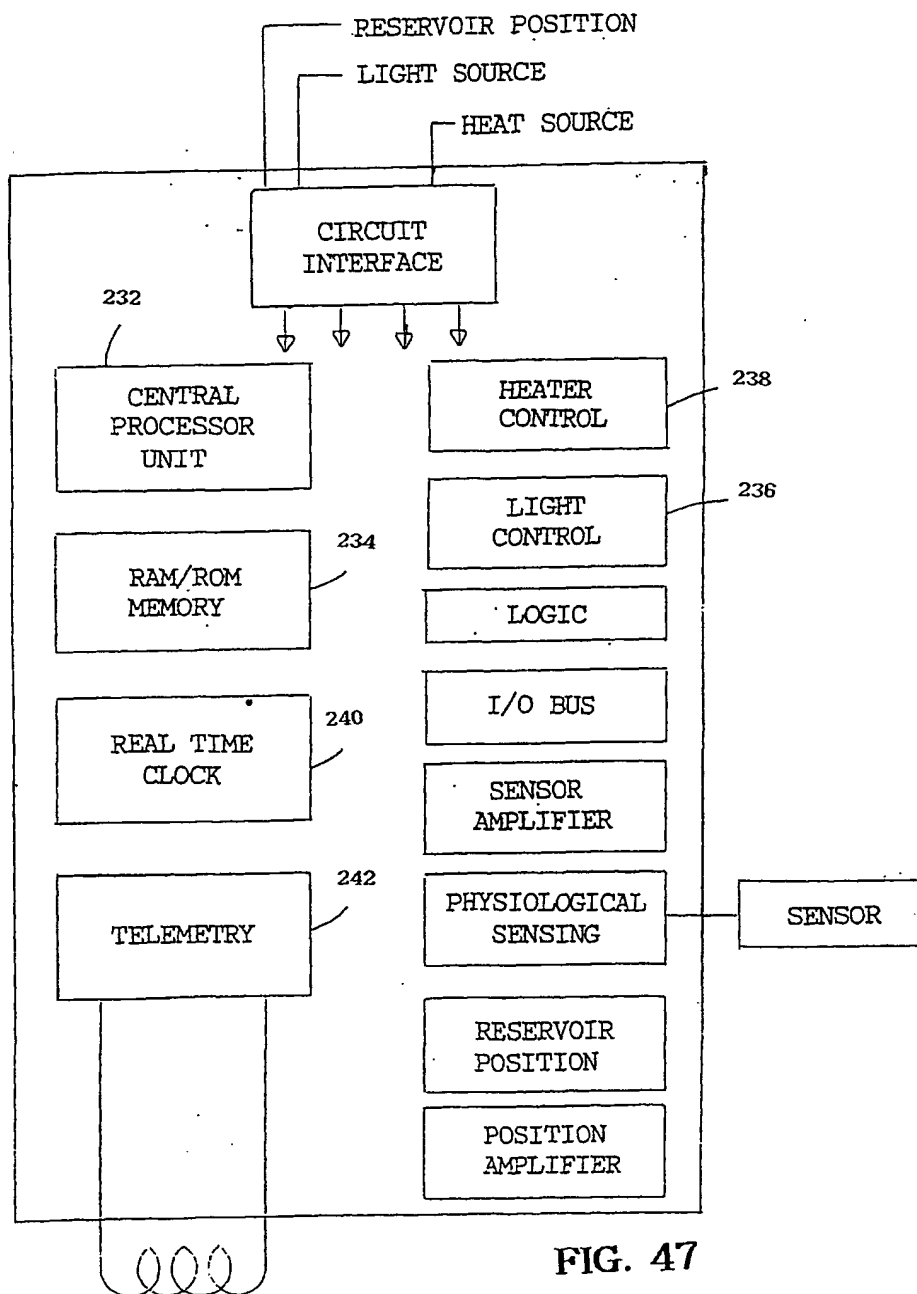 RESERVOIR POSITION
LIGHT SOURCE
HEAT SOURCE
CIRCUIT
INTERFACE
232
CENTRAL
PROCESSOR
UNIT
HEATER
CONTROL
238
LIGHT
CONTROL
236
RAM/ROM
MEMORY
234
LOGIC
I/O BUS
REAL TIME
CLOCK
240
SENSOR
AMPLIFIER
TELEMETRY
242
PHYSIOLOGICAL
SENSING
SENSOR
RESERVOIR
POSITION
POSITION
AMPLIFIER
FIG. 47